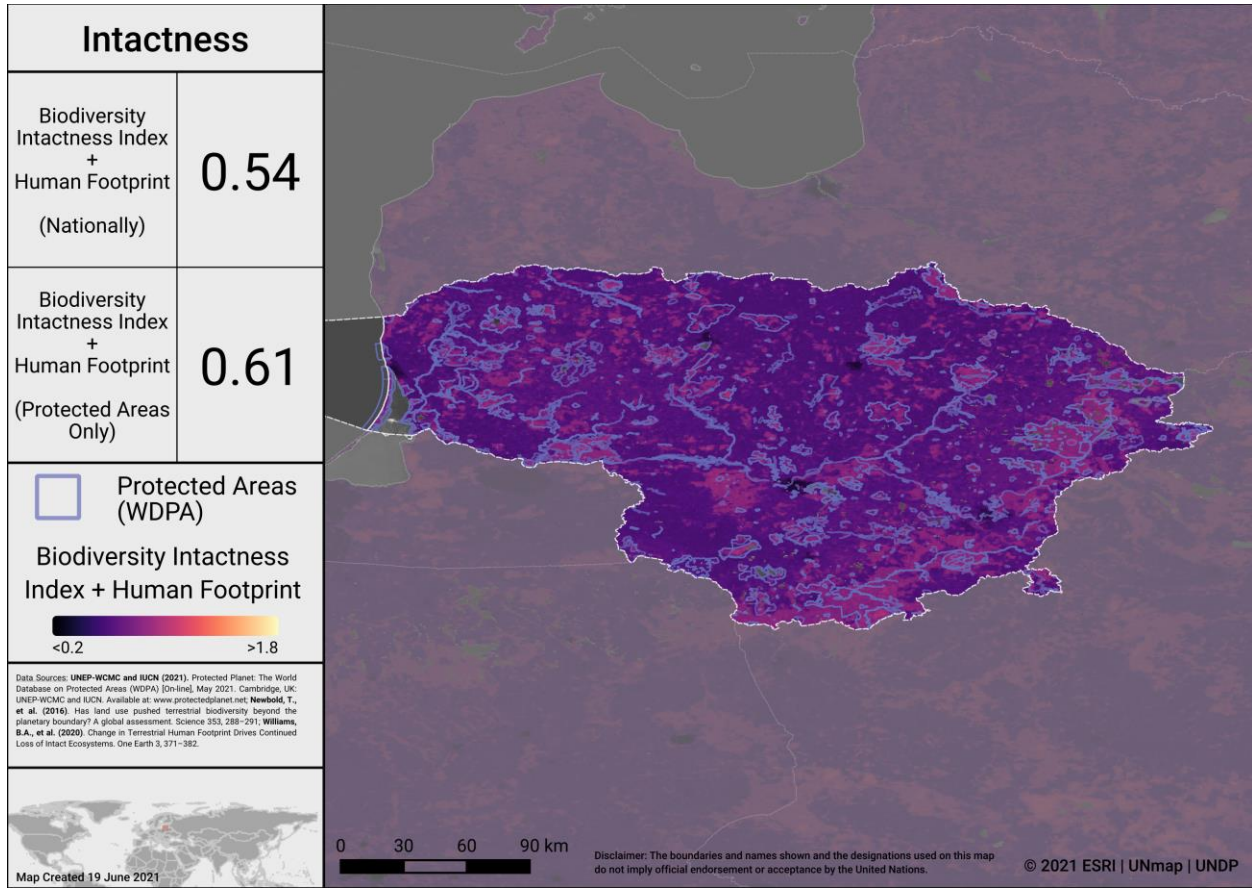 Intactness
Biodiversity
Intactness Index
+
Human Footprint
(Nationally)
0.54
Biodiversity
Intactness Index
+
Human Footprint
(Protected Areas
Only)
0.61
Protected Areas
(WDPA)
Biodiversity Intactness
Index + Human Footprint
<0.2 >1.8
Data Sources: UNEP-WCMC and IUCN (2021). Protected Planet: The World
Database on Protected Areas (WDPA) [On-line], May 2021. Cambridge, UK:
UNEP-WCMC and IUCN. Available at: www.protectedplanet.net; Newbold, T.,
et al. (2016). Has land use pushed terrestrial biodiversity beyond the
planetary boundary? A global assessment. Science 353, 288–291; Williams,
B.A., et al. (2020). Change in Terrestrial Human Footprint Drives Continued
Loss of Intact Ecosystems. One Earth 3, 371–382.
Map Created 19 June 2021
0 30 60 90 km
Disclaimer: The boundaries and names shown and the designations used on this map
do not imply official endorsement or acceptance by the United Nations.
© 2021 ESRI | UNmap | UNDP